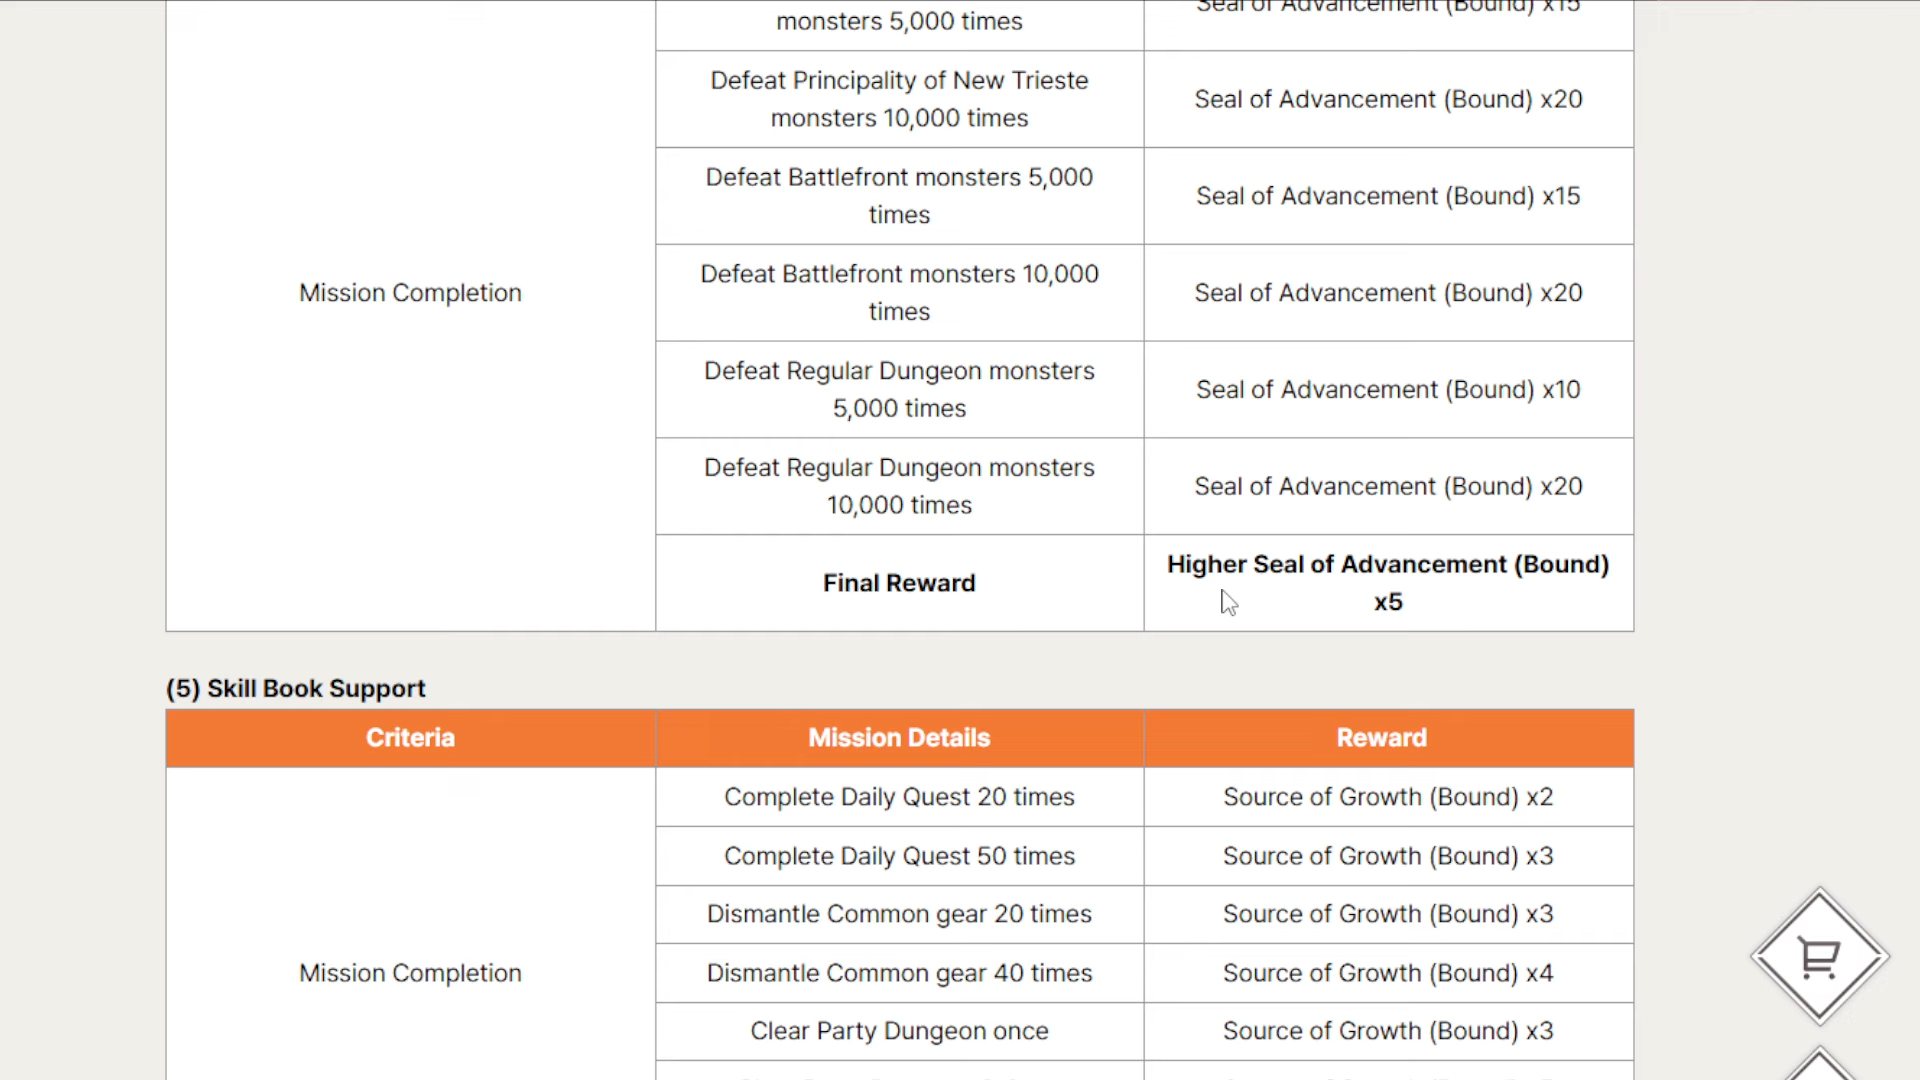 monsters 5,000 times
Seal of Advancement (Bound) x15
Defeat Principality of New Trieste
monsters 10,000 times
Seal of Advancement (Bound) x20
Defeat Battlefront monsters 5,000
times
Seal of Advancement (Bound) x15
Mission Completion
Defeat Battlefront monsters 10,000
times
Seal of Advancement (Bound) x20
Defeat Regular Dungeon monsters
5,000 times
Seal of Advancement (Bound) x10
Defeat Regular Dungeon monsters
10,000 times
Seal of Advancement (Bound) x20
Final Reward
Higher Seal of Advancement (Bound)
x5
(5) Skill Book Support
Criteria
Mission Details
Reward
Complete Daily Quest 20 times
Source of Growth (Bound) x2
Complete Daily Quest 50 times
Source of Growth (Bound) x3
Dismantle Common gear 20 times
Source of Growth (Bound) x3
Mission Completion
Dismantle Common gear 40 times
Source of Growth (Bound) x4
Clear Party Dungeon once
Source of Growth (Bound) x3